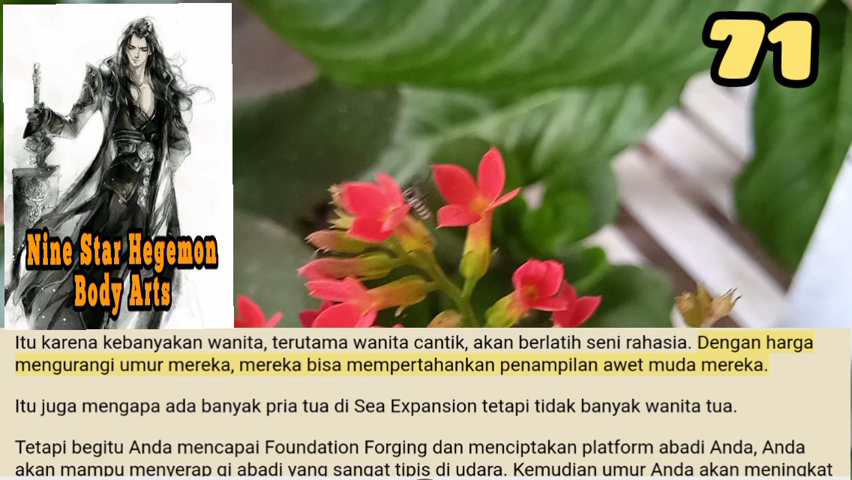 71
Nine Star Hegemon
Body Arts
Itu karena kebanyakan wanita, terutama wanita cantik, akan berlatih seni rahasia. Dengan harga
mengurangi umur mereka, mereka bisa mempertahankan penampilan awet muda mereka.
Itu juga mengapa ada banyak pria tua di Sea Expansion tetapi tidak banyak wanita tua.
Tetapi begitu Anda mencapai Foundation Forging dan menciptakan platform abadi Anda, Anda
akan mampu menyerap qi abadi yang sangat tipis di udara. Kemudian umur Anda akan meningkat